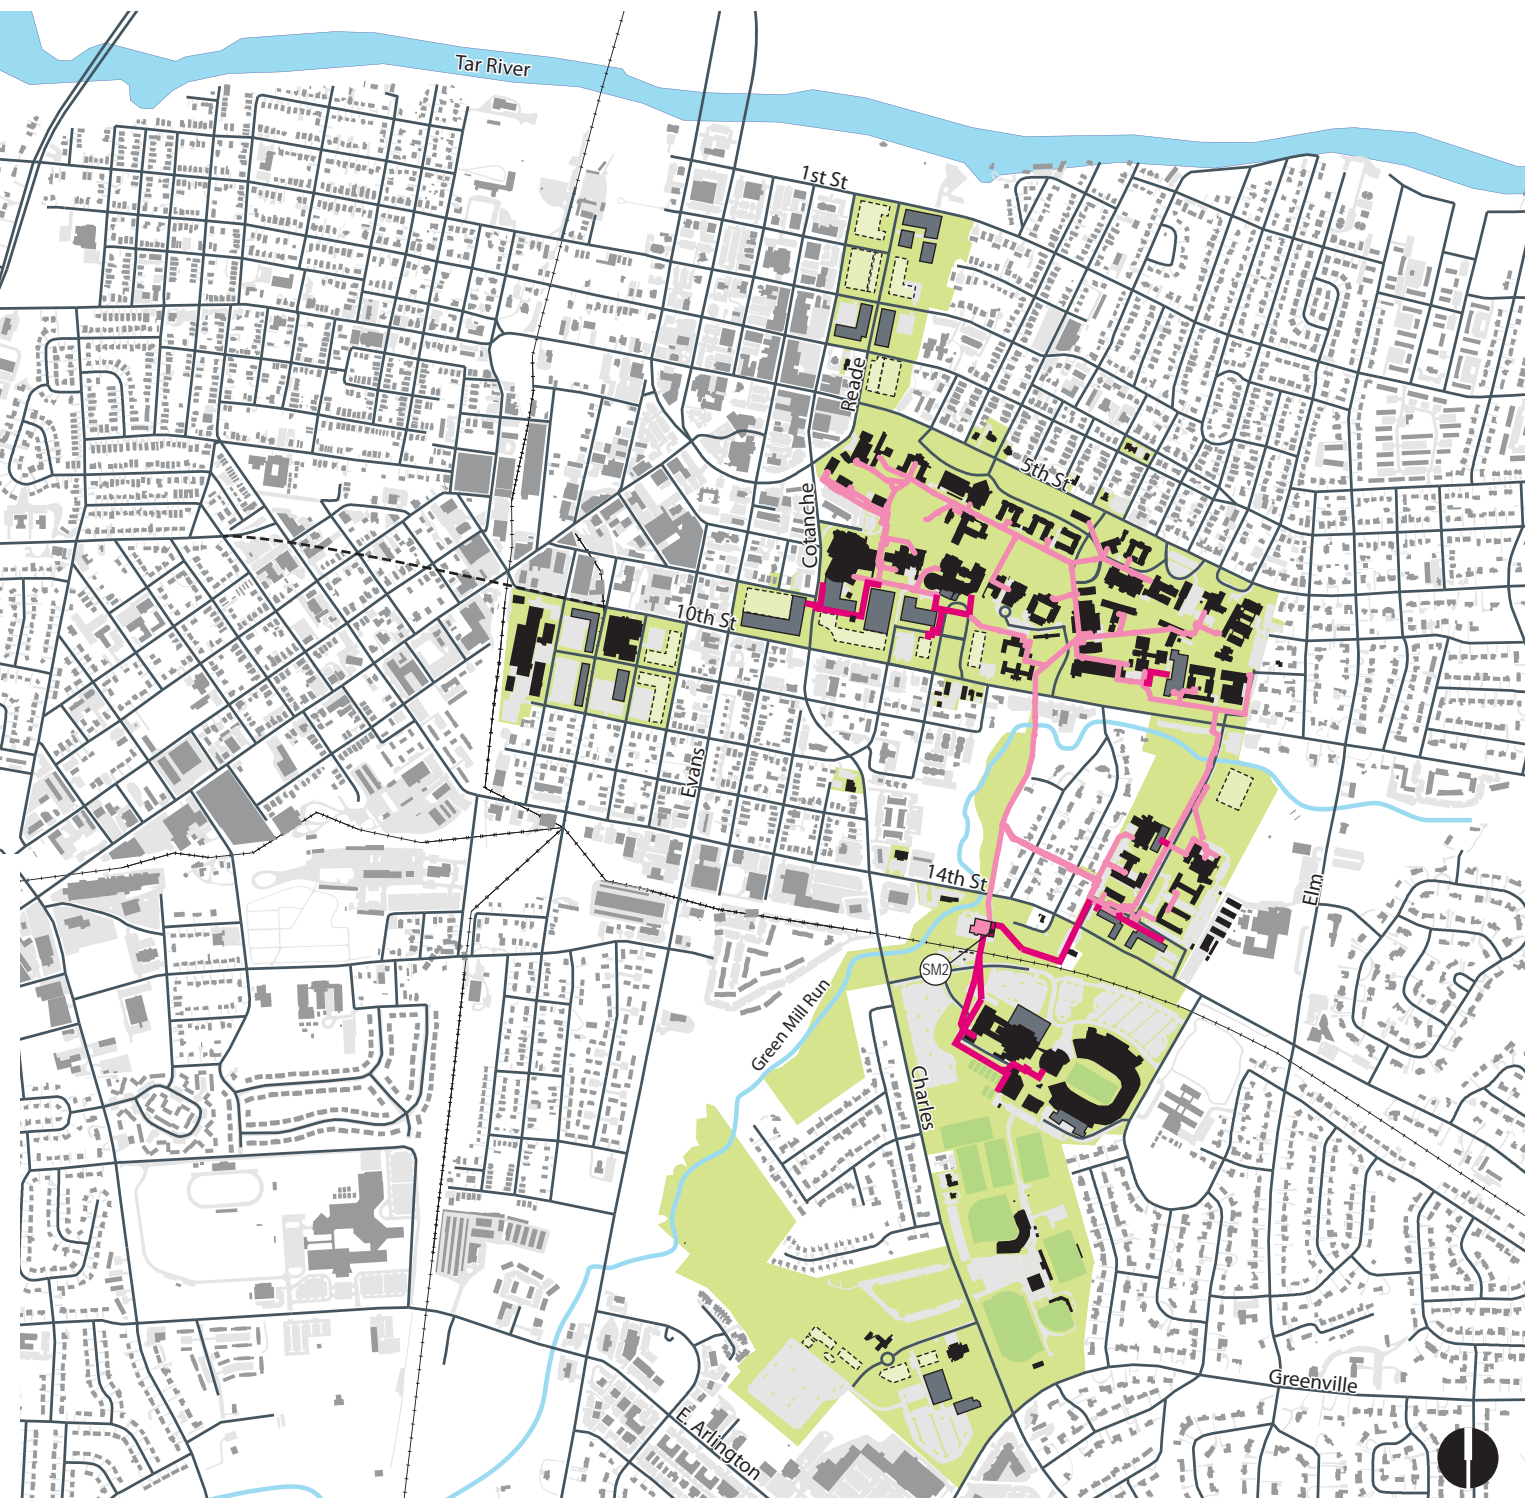 Tar River
1st St
Reade
5th St
Cotanche
10th St
Evans
14th St
Elm
SM2
Green Mill Run
Charles
Greenville
E. Arlington